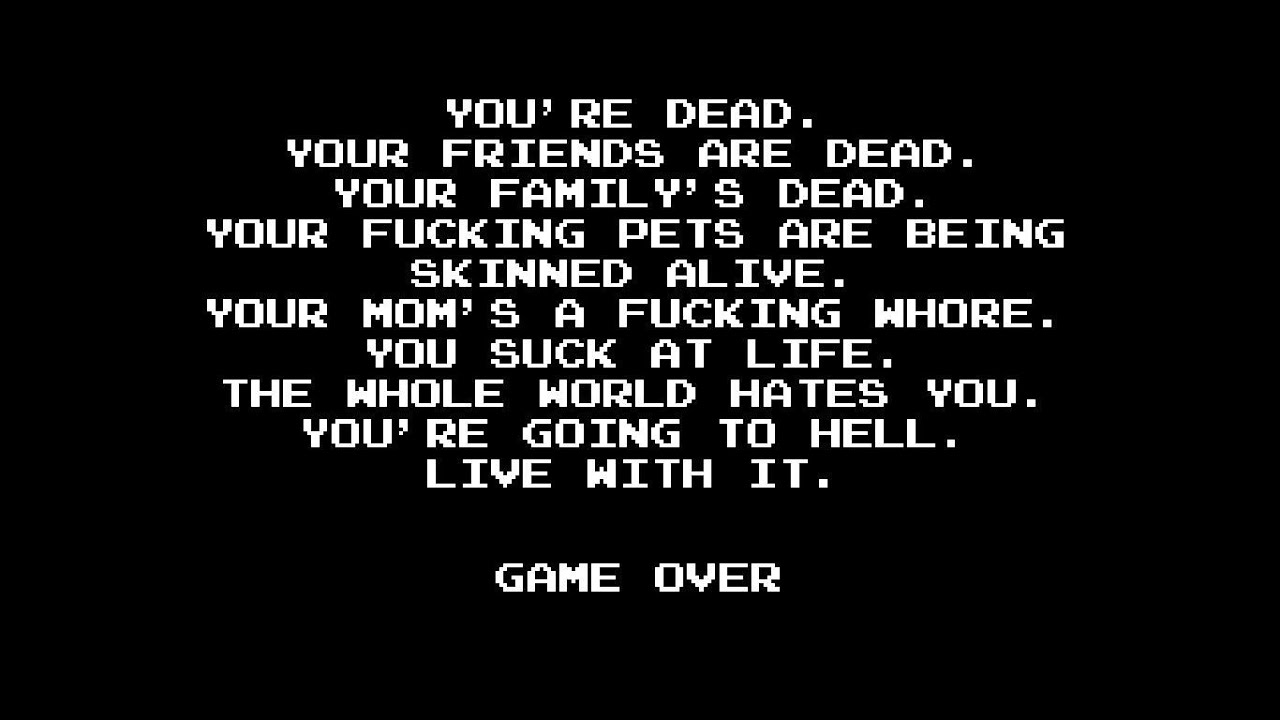 YOU'RE DEAD.
YOUR FRIENDS ARE DEAD.
YOUR FAMILY'S DEAD.
YOUR FUCKING PETS ARE BEING
SKINNED ALIVE.
YOUR MOM'S A FUCKING WHORE.
YOU SUCK AT LIFE.
THE WHOLE WORLD HATES YOU.
YOU'RE GOING TO HELL.
LIVE WITH IT.
GAME OVER